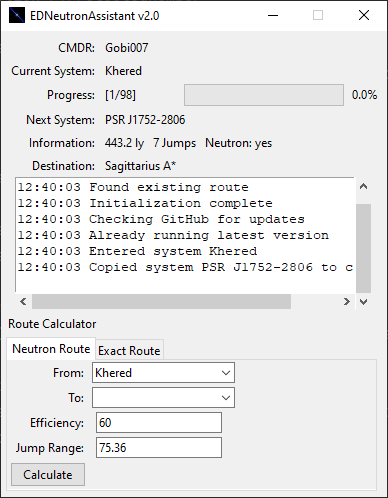 EDNeutronAssistant v2.0
CMDR: Gobi007
Current System: Khered
Progress: [1/98] 0.0%
Next System: PSR J1752-2806
Information: 443.2 ly 7 Jumps Neutron: yes
Destination: Sagittarius A*
12:40:03 Found existing route
12:40:03 Initialization complete
12:40:03 Checking GitHub for updates
12:40:03 Already running latest version
12:40:03 Entered system Khered
12:40:03 Copied system PSR J1752-2806 to c
Route Calculator
Neutron Route Exact Route
From: Khered
To:
Efficiency: 60
Jump Range: 75.36
Calculate